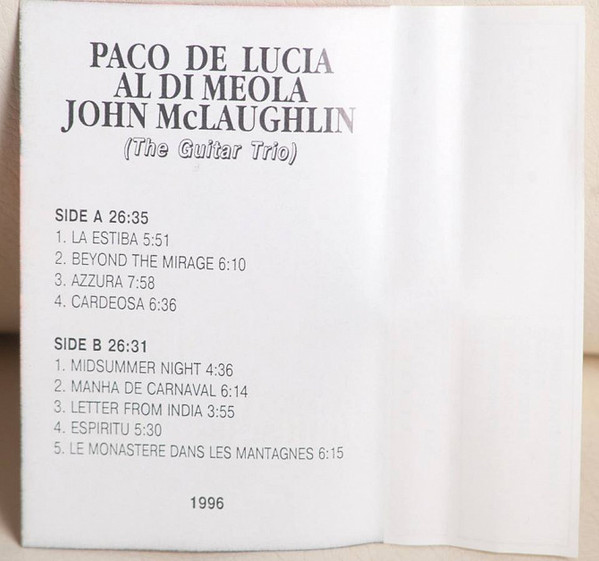 PACO DE LUCIA
AL DI MEOLA
JOHN McLAUGHLIN
(The Guitar Trio)
SIDE A 26:35
1. LA ESTIBA 5:51
2. BEYOND THE MIRAGE 6:10
3. AZZURA 7:58
4. CARDEOSA 6:36
SIDE B 26:31
1. MIDSUMMER NIGHT 4:36
2. MANHA DE CARNAVAL 6:14
3. LETTER FROM INDIA 3:55
4. ESPIRITU 5:30
5. LE MONASTERE DANS LES MANTAGNES 6:15
1996